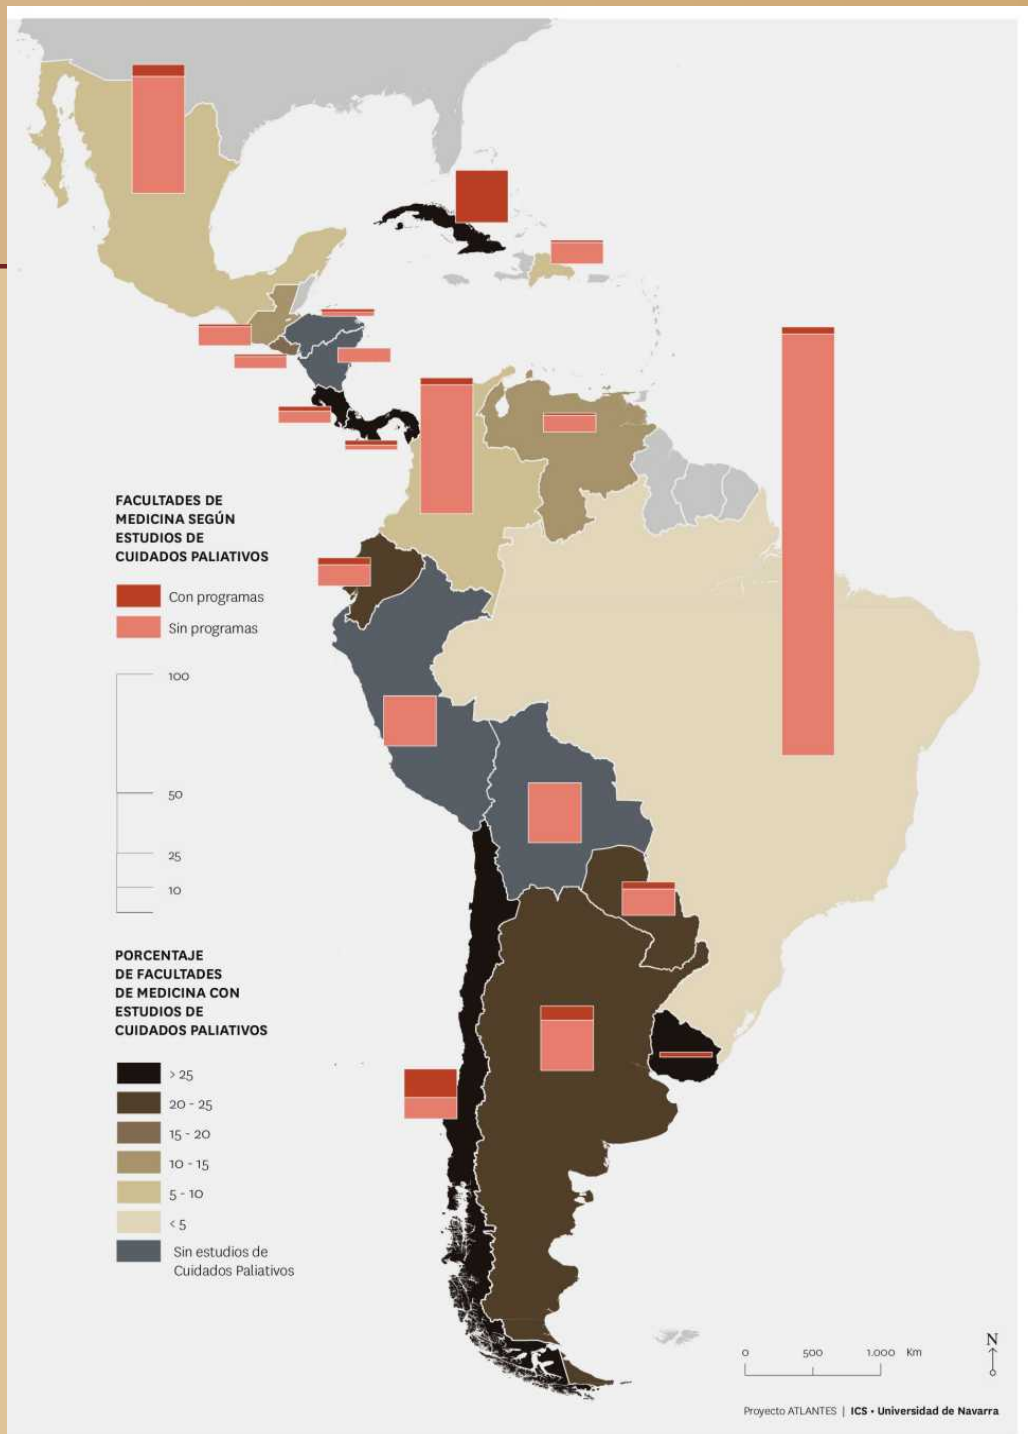 FACULTADES DE
MEDICINA SEGÚN
ESTUDIOS DE
CUIDADOS PALIATIVOS
Con programas
Sin programas
100
50
25
10
PORCENTAJE
DE FACULTADES
DE MEDICINA CON
ESTUDIOS DE
CUIDADOS PALIATIVOS
> 25
20 - 25
15 - 20
10 - 15
5 - 10
< 5
Sin estudios de
Cuidados Paliativos
N
0 500 1.000 Km
Proyecto ATLANTES | ICS • Universidad de Navarra